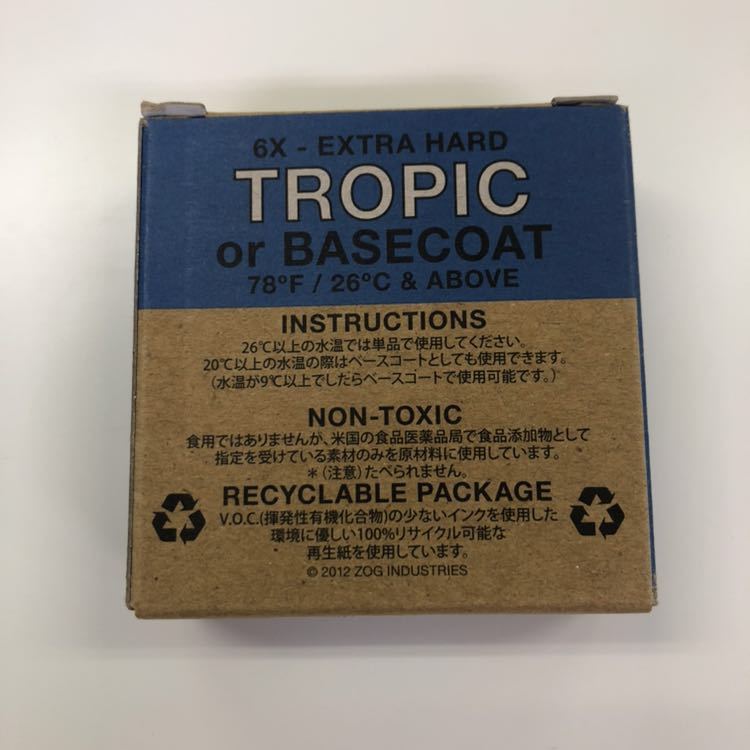 6X - EXTRA HARD
TROPIC
or BASECOAT
78ºF / 26ºC & ABOVE
INSTRUCTIONS
26℃以上の水温では単品で使用してください。
20℃以上の水温の際はベースコートとしても使用できます。
（水温が9℃以上でしたらベースコートで使用可能です。）
NON-TOXIC
食用ではありませんが、米国の食品医薬品局で食品添加物として
指定を受けている素材のみを原材料に使用しています。
＊（注意）たべられません。
RECYCLABLE PACKAGE
V.O.C.(揮発性有機化合物)の少ないインクを使用した
環境に優しい100%リサイクル可能な
再生紙を使用しています。
© 2012 ZOG INDUSTRIES